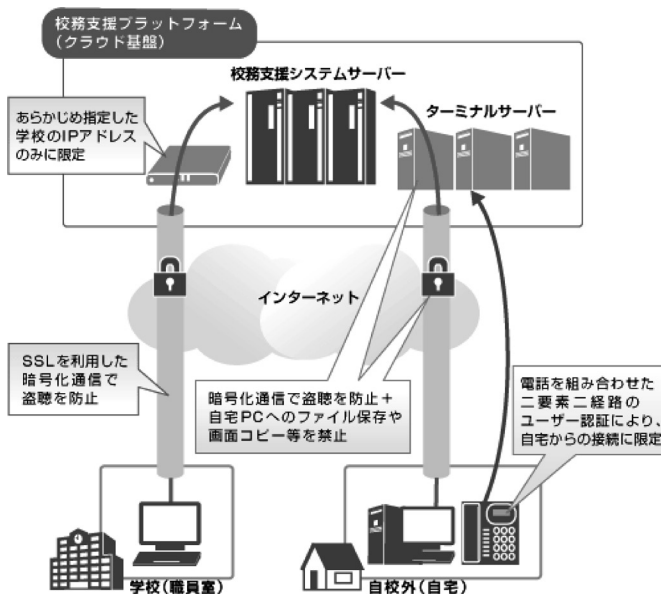 校務支援プラットフォーム
(クラウド基盤)
校務支援システムサーバー
あらかじめ指定した
学校のIPアドレス
のみに限定
ターミナルサーバー
インターネット
SSLを利用した
暗号化通信で
盗聴を防止
暗号化通信で盗聴を防止+
自宅PCへのファイル保存や
画面コピー等を禁止
電話を組み合わせた
二要素二経路の
ユーザー認証により、
自宅からの接続に限定
学校(職員室)
自校外(自宅)